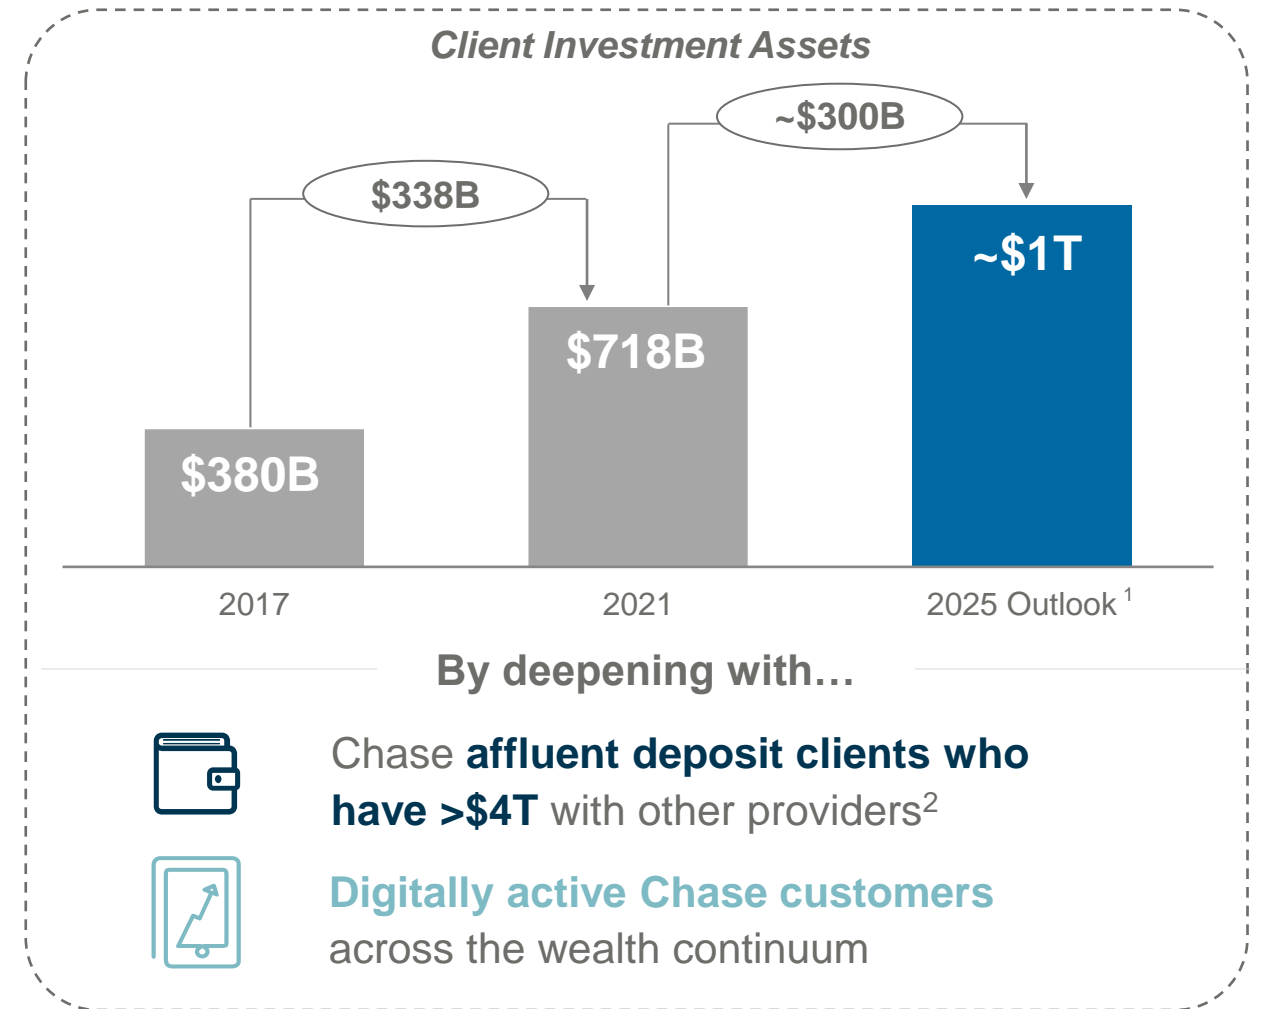 Client Investment Assets
~$300B
$338B
~$1T
$718B
$380B
2017
2021
2025 Outlook 1
By deepening with…
Chase affluent deposit clients who
have >$4T with other providers2
Digitally active Chase customers
across the wealth continuum